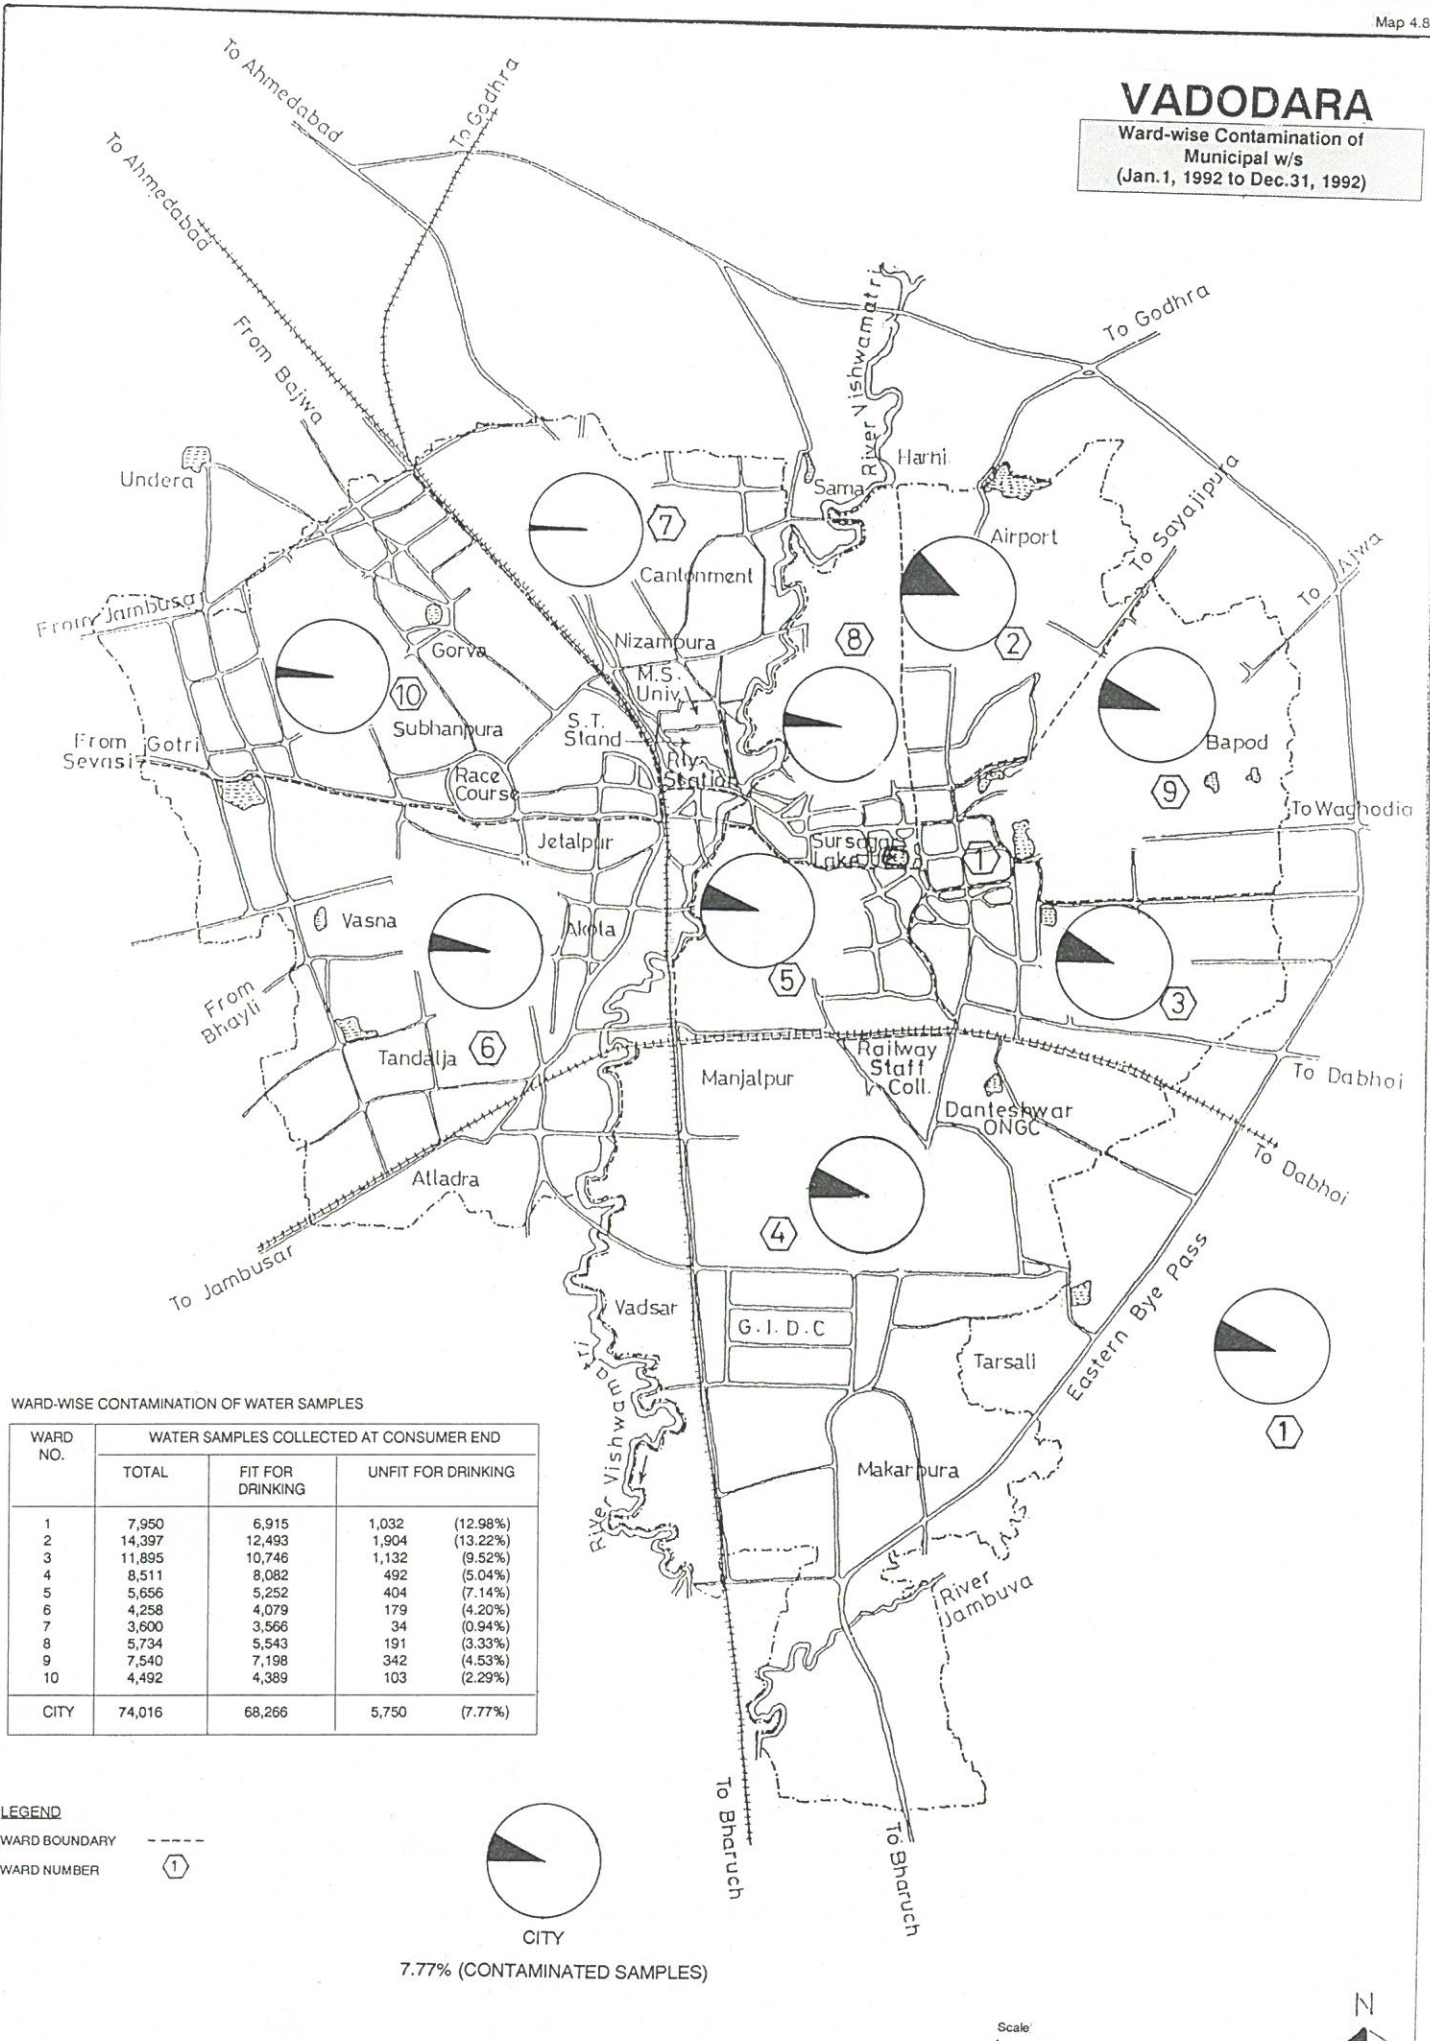 Map 4.8
VADODARA
Ward-wise Contamination of
Municipal w/s
(Jan.1, 1992 to Dec.31, 1992)
To Ahmedabad
To Godhra
To Ahmedabad
From Bajwa
River Vishwamatri
To Godhra
Undera
Harni
Sama
7
Airport
To Sayajipura
To Ajwa
Cantonment
From Jambusa
Nizampura
8
2
Gorva
M.S.
Univ.
10
Subhanpura
S.T.
Stand
From
Sevasi
Gotri
Rly.
Station
Bapod
Race
Course
9
To Waghodia
Jetalpur
Sursagar
Lake
1
Vasna
Akota
5
3
From
Bhayli
Tandalja
6
Manjalpur
Railway
Staff
Coll.
To Dabhoi
Danteshwar
ONGC
To Dabhoi
Atladra
4
To Jambusar
Eastern Bye Pass
Vadsar
G.I.D.C
Tarsali
River Vishwamatri
1
Makarpura
River
Jambuva
To Bharuch
To Bharuch
WARD-WISE CONTAMINATION OF WATER SAMPLES
WARD NO. WATER SAMPLES COLLECTED AT CONSUMER END
TOTAL FIT FOR DRINKING UNFIT FOR DRINKING
1 7,950 6,915 1,032 (12.98%)
2 14,397 12,493 1,904 (13.22%)
3 11,895 10,746 1,132 (9.52%)
4 8,511 8,082 492 (5.04%)
5 5,656 5,252 404 (7.14%)
6 4,258 4,079 179 (4.20%)
7 3,600 3,566 34 (0.94%)
8 5,734 5,543 191 (3.33%)
9 7,540 7,198 342 (4.53%)
10 4,492 4,389 103 (2.29%)
CITY 74,016 68,266 5,750 (7.77%)
LEGEND
WARD BOUNDARY
WARD NUMBER 1
CITY
7.77% (CONTAMINATED SAMPLES)
Scale
N